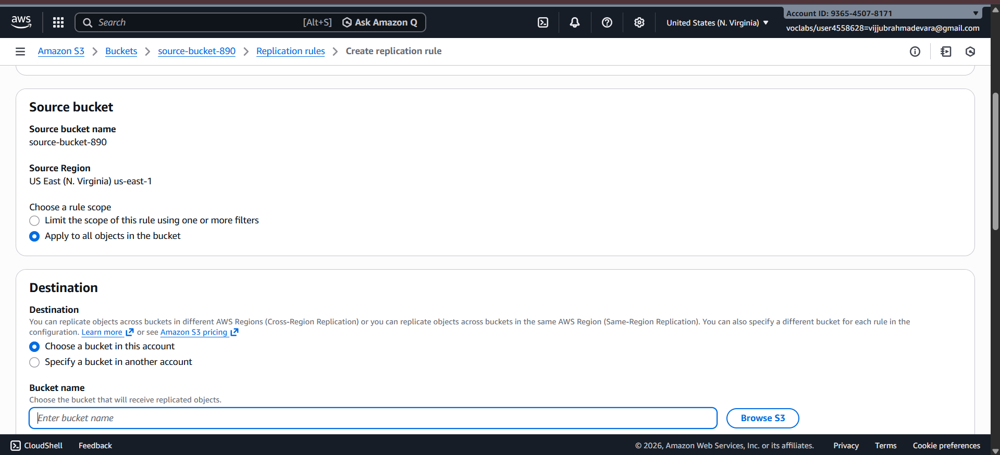 aws
Search [Alt+S] Ask Amazon Q
United States (N. Virginia)
Account ID: 9365-4507-8171
voclabs/user4558628=vijjubrahmadevara@gmail.com
Amazon S3 Buckets source-bucket-890 Replication rules Create replication rule
Source bucket
Source bucket name
source-bucket-890
Source Region
US East (N. Virginia) us-east-1
Choose a rule scope
Limit the scope of this rule using one or more filters
Apply to all objects in the bucket
Destination
Destination
You can replicate objects across buckets in different AWS Regions (Cross-Region Replication) or you can replicate objects across buckets in the same AWS Region (Same-Region Replication). You can also specify a different bucket for each rule in the
configuration. Learn more or see Amazon S3 pricing
Choose a bucket in this account
Specify a bucket in another account
Bucket name
Choose the bucket that will receive replicated objects.
Enter bucket name
Browse S3
CloudShell Feedback © 2026, Amazon Web Services, Inc. or its affiliates. Privacy Terms Cookie preferences